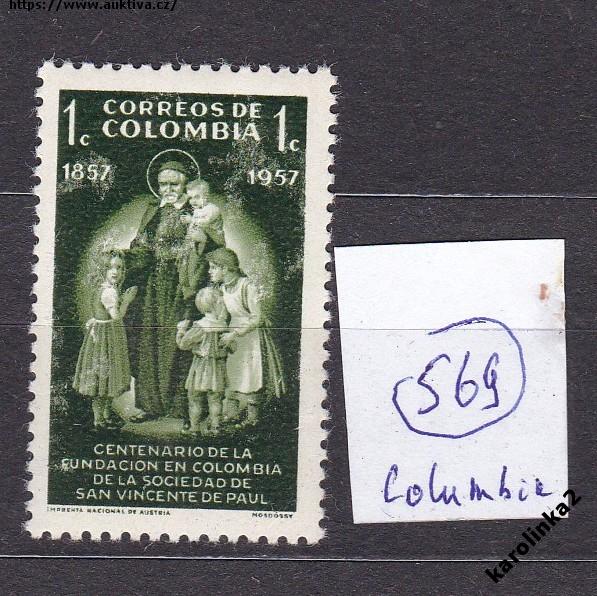 https://www.auktiva.cz/
CORREOS DE
1c COLOMBIA 1c
1857 1957
CENTENARIO DE LA
FUNDACION EN COLOMBIA
DE LA SOCIEDAD DE
SAN VINCENTE DE PAUL
IMPRENTA NACIONAL DE AUSTRIA MOSDÓSSY
569
Columbie
karolinka2